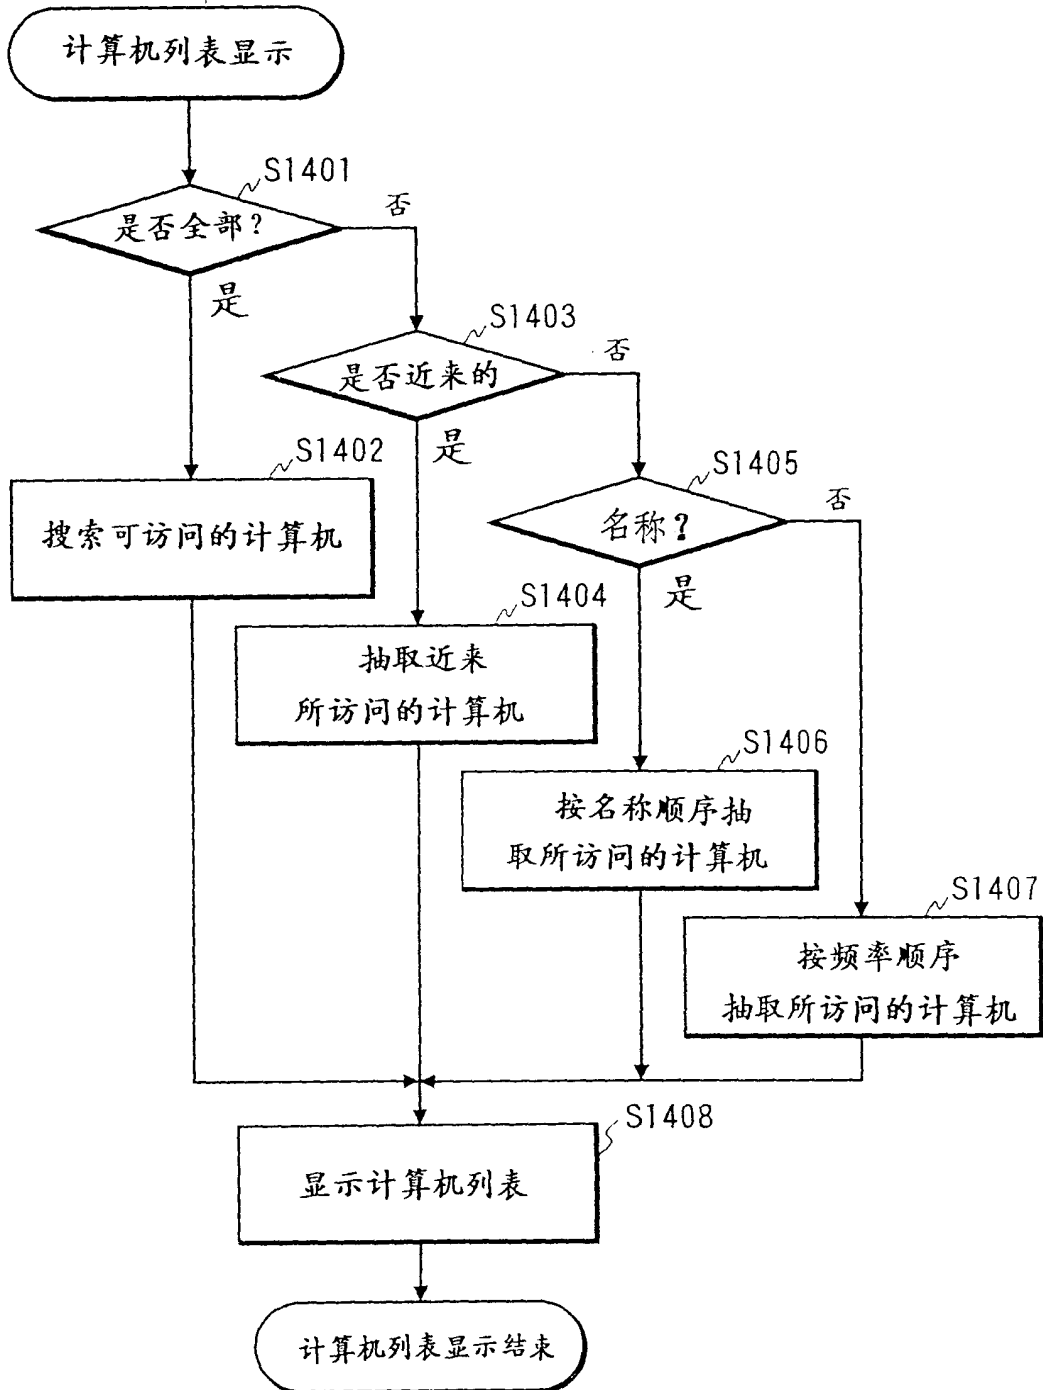 计算机列表显示
S1401
是否全部?
否
是
S1403
是否近来的
否
是
S1402
搜索可访问的计算机
S1405
名称?
否
是
S1404
抽取近来
所访问的计算机
S1406
按名称顺序抽
取所访问的计算机
S1407
按频率顺序
抽取所访问的计算机
S1408
显示计算机列表
计算机列表显示结束